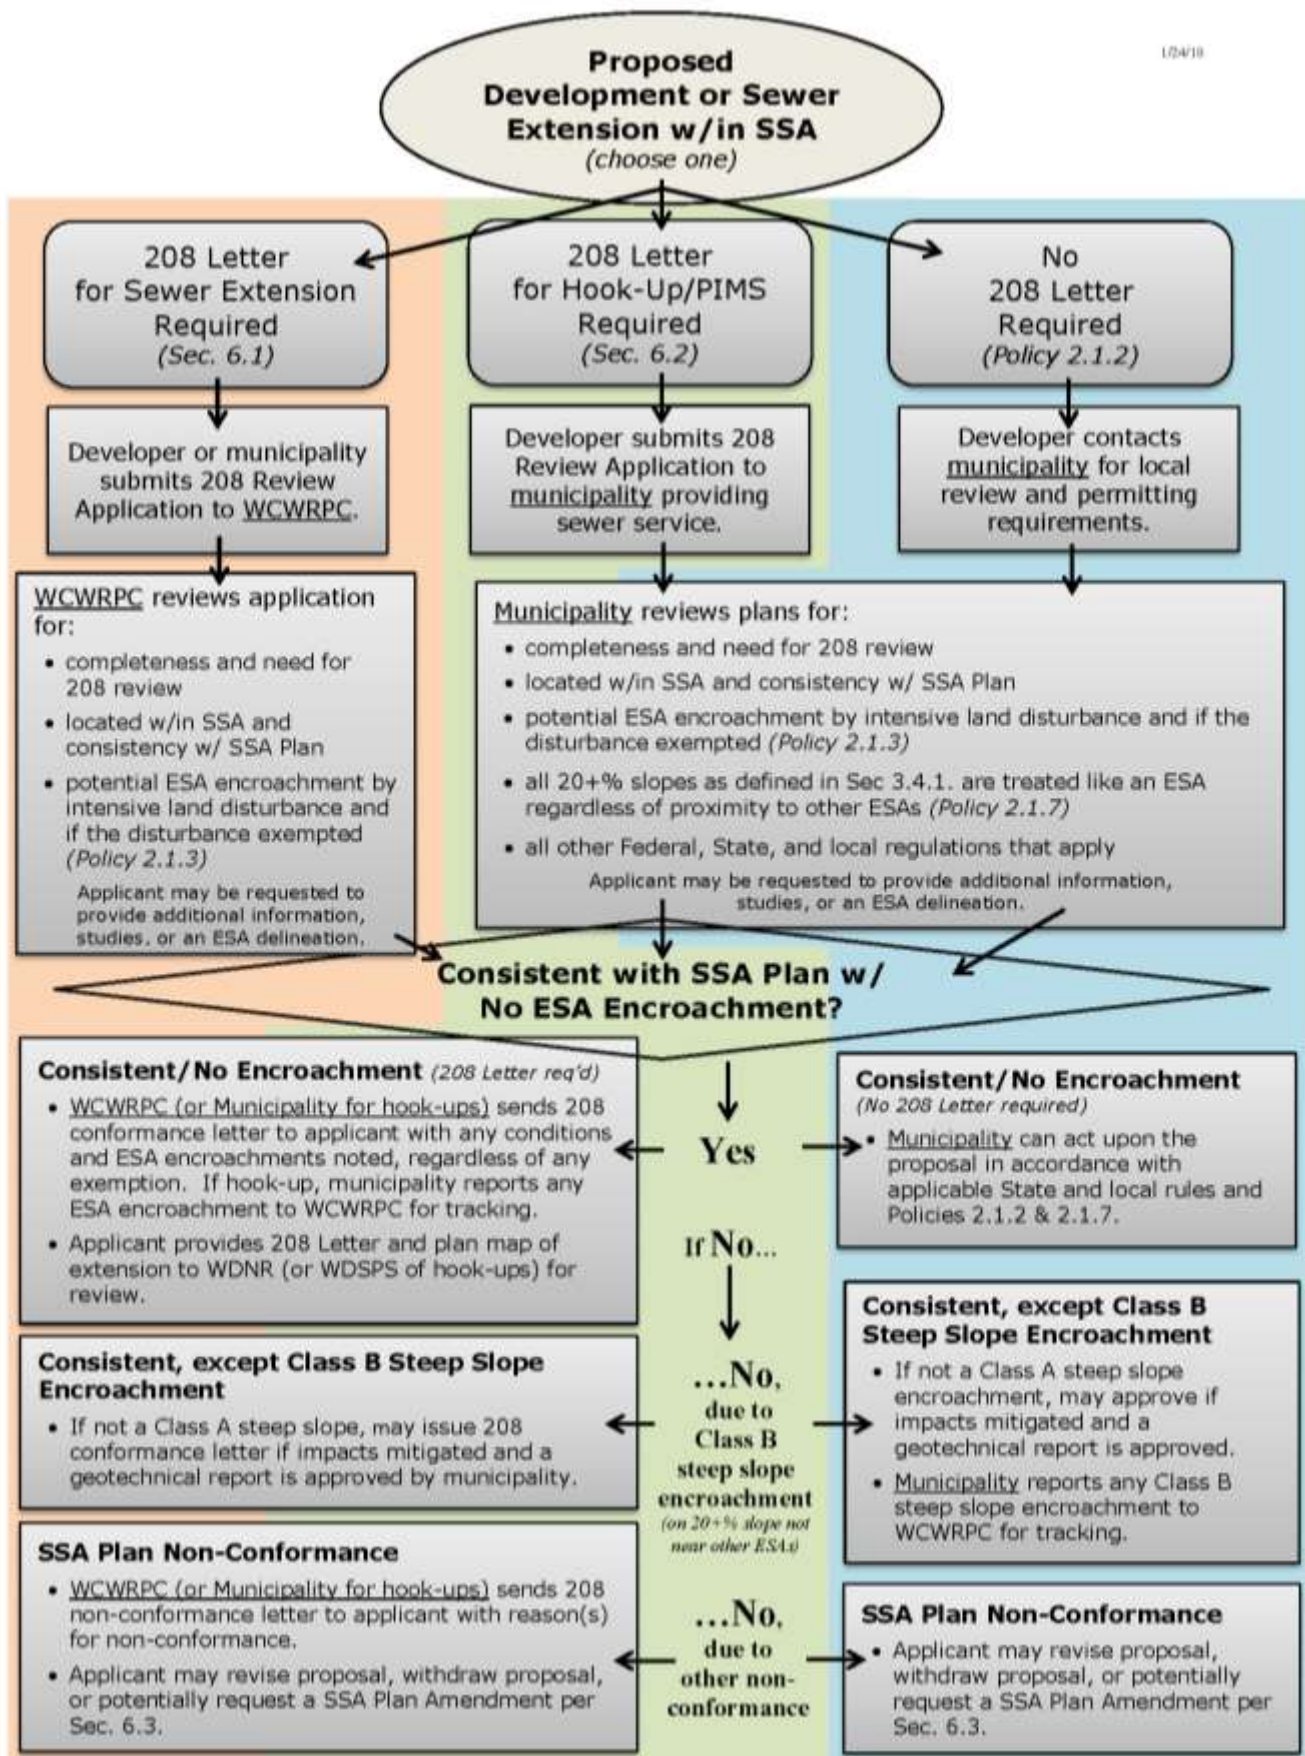 1/24/18
Proposed
Development or Sewer
Extension w/in SSA
(choose one)
208 Letter
for Sewer Extension
Required
(Sec. 6.1)
208 Letter
for Hook-Up/PIMS
Required
(Sec. 6.2)
No
208 Letter
Required
(Policy 2.1.2)
Developer or municipality
submits 208 Review
Application to WCWRPC.
Developer submits 208
Review Application to
municipality providing
sewer service.
Developer contacts
municipality for local
review and permitting
requirements.
WCWRPC reviews application
for:
• completeness and need for
208 review
• located w/in SSA and
consistency w/ SSA Plan
• potential ESA encroachment by
intensive land disturbance and
if the disturbance exempted
(Policy 2.1.3)
Applicant may be requested to
provide additional information,
studies, or an ESA delineation.
Municipality reviews plans for:
• completeness and need for 208 review
• located w/in SSA and consistency w/ SSA Plan
• potential ESA encroachment by intensive land disturbance and if the
disturbance exempted (Policy 2.1.3)
• all 20+% slopes as defined in Sec 3.4.1. are treated like an ESA
regardless of proximity to other ESAs (Policy 2.1.7)
• all other Federal, State, and local regulations that apply
Applicant may be requested to provide additional information,
studies, or an ESA delineation.
Consistent with SSA Plan w/
No ESA Encroachment?
Consistent/No Encroachment (208 Letter req'd)
• WCWRPC (or Municipality for hook-ups) sends 208
conformance letter to applicant with any conditions
and ESA encroachments noted, regardless of any
exemption.  If hook-up, municipality reports any
ESA encroachment to WCWRPC for tracking.
• Applicant provides 208 Letter and plan map of
extension to WDNR (or WDSPS of hook-ups) for
review.
Yes
Consistent/No Encroachment
(No 208 Letter required)
• Municipality can act upon the
proposal in accordance with
applicable State and local rules and
Policies 2.1.2 & 2.1.7.
If No...
Consistent, except Class B Steep Slope
Encroachment
• If not a Class A steep slope, may issue 208
conformance letter if impacts mitigated and a
geotechnical report is approved by municipality.
...No,
due to
Class B
steep slope
encroachment
(on 20+% slope not
near other ESAs)
Consistent, except Class B
Steep Slope Encroachment
• If not a Class A steep slope
encroachment, may approve if
impacts mitigated and a
geotechnical report is approved.
• Municipality reports any Class B
steep slope encroachment to
WCWRPC for tracking.
SSA Plan Non-Conformance
• WCWRPC (or Municipality for hook-ups) sends 208
non-conformance letter to applicant with reason(s)
for non-conformance.
• Applicant may revise proposal, withdraw proposal,
or potentially request a SSA Plan Amendment per
Sec. 6.3.
...No,
due to
other non-
conformance
SSA Plan Non-Conformance
• Applicant may revise proposal,
withdraw proposal, or potentially
request a SSA Plan Amendment per
Sec. 6.3.